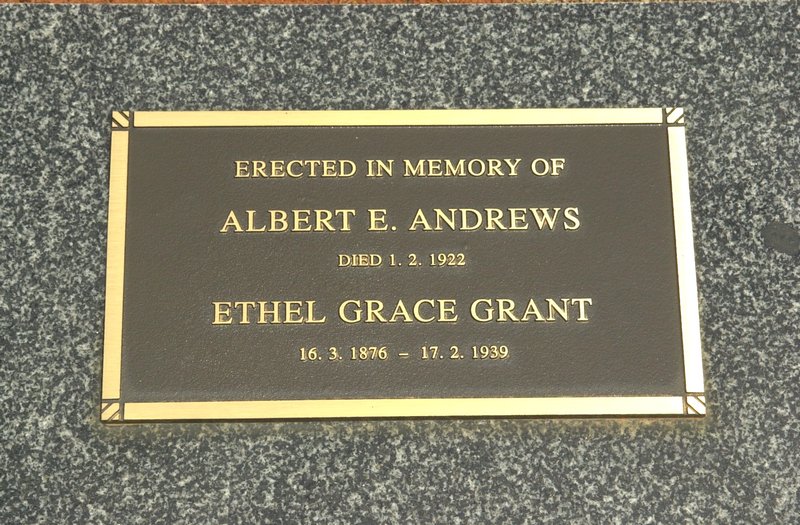 ERECTED IN MEMORY OF
ALBERT E. ANDREWS
DIED 1. 2. 1922
ETHEL GRACE GRANT
16. 3. 1876 – 17. 2. 1939